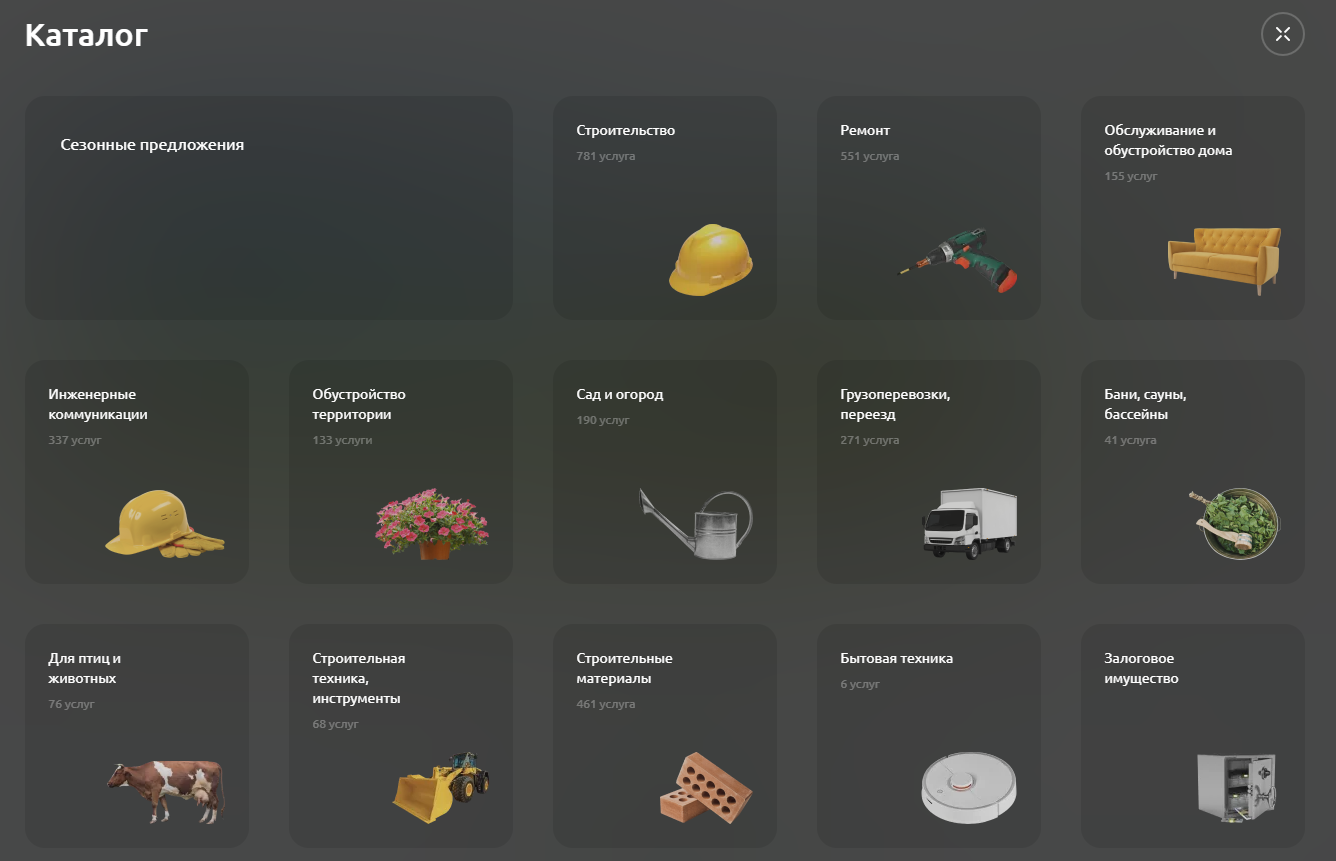 Каталог
Сезонные предложения
Строительство
781 услуга
Ремонт
551 услуга
Обслуживание и
обустройство дома
155 услуг
Инженерные
коммуникации
337 услуг
Обустройство
территории
133 услуги
Сад и огород
190 услуг
Грузоперевозки,
переезд
271 услуга
Бани, сауны,
бассейны
41 услуга
Для птиц и
животных
76 услуг
Строительная
техника,
инструменты
68 услуг
Строительные
материалы
461 услуга
Бытовая техника
6 услуг
Залоговое
имущество